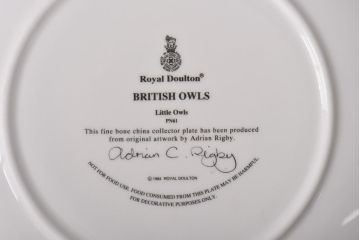 Royal Doulton®
BRITISH OWLS
Little Owls
PN61
This fine bone china collector plate has been produced
from original artwork by Adrian Rigby.
Adrian C. Rigby
© 1994 ROYAL DOULTON
NOT FOR FOOD USE. FOOD CONSUMED FROM THIS PLATE MAY BE HARMFUL.
FOR DECORATIVE PURPOSES ONLY.